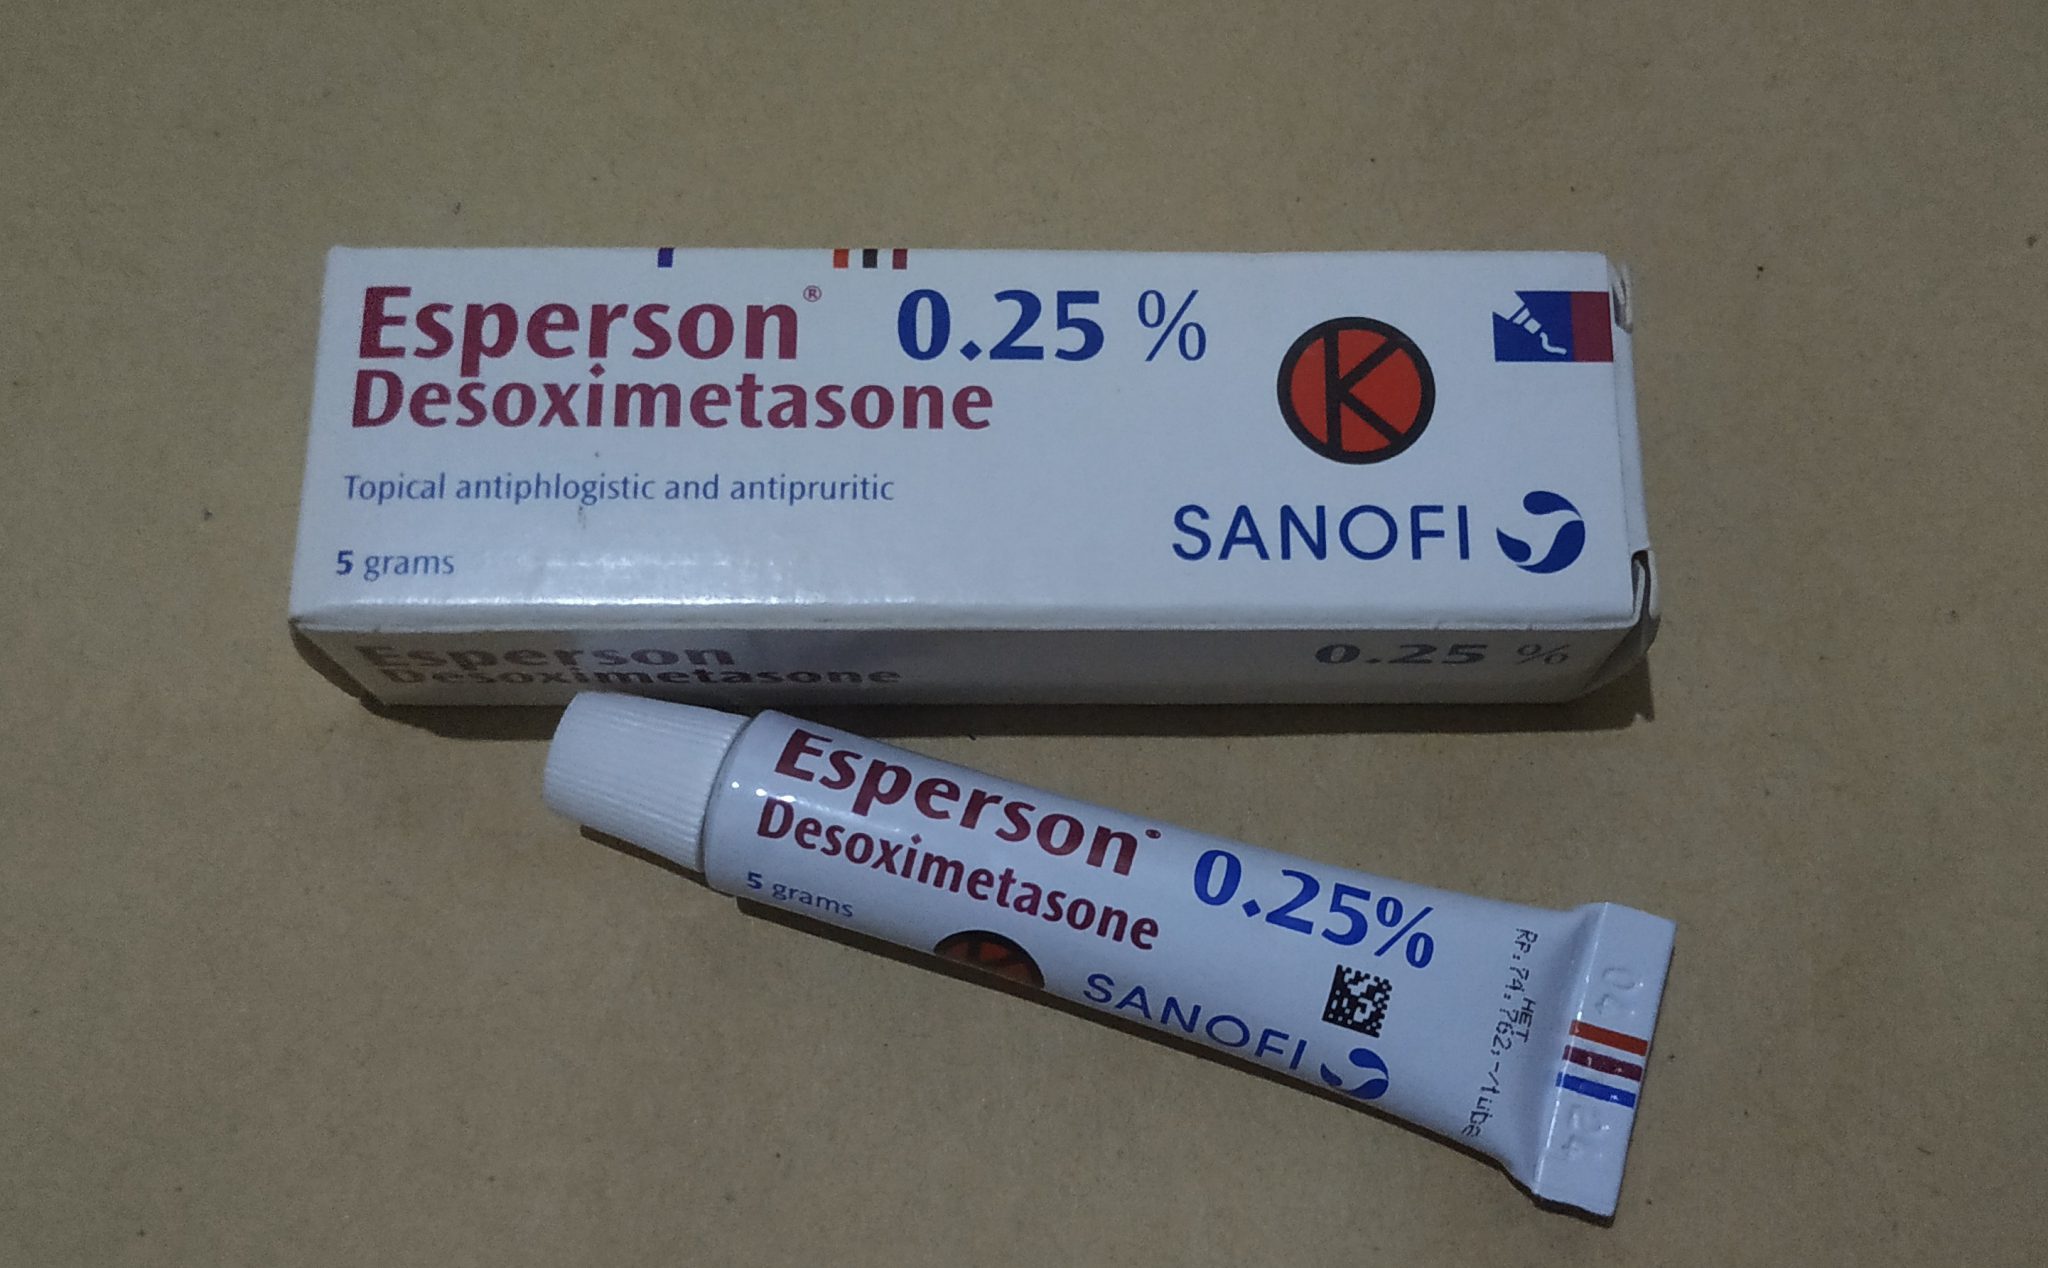 Esperson® 0.25 %
Desoximetasone
Topical antiphlogistic and antipruritic
5 grams
K
SANOFI
Esperson
Desoximetasone
0.25 %
Esperson® 0.25%
Desoximetasone
5 grams
K
SANOFI
HET
RP:74.762,-/tube